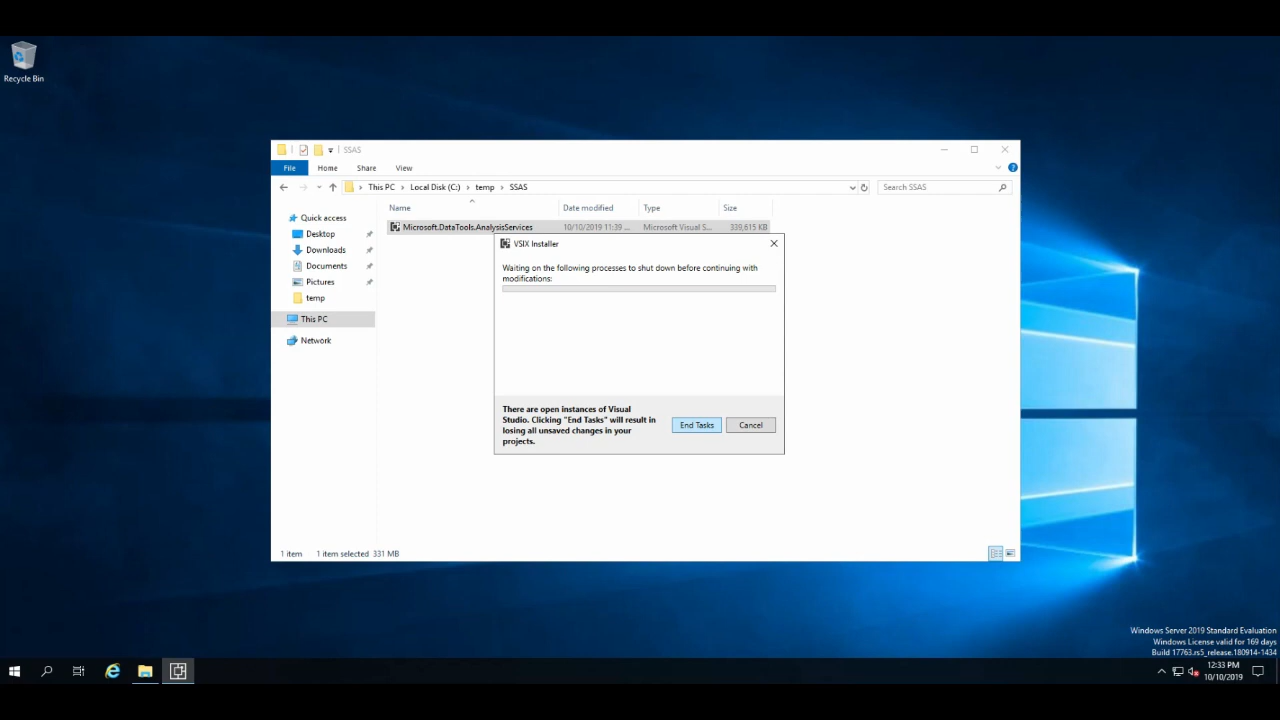 Recycle Bin
SSAS
File Home Share View
This PC Local Disk (C:) temp SSAS Search SSAS
Name Date modified Type Size
Quick access
Desktop
Downloads
Documents
Pictures
temp
This PC
Network
Microsoft.DataTools.AnalysisServices 10/10/2019 11:39 ... Microsoft Visual S... 339,615 KB
VSIX Installer
Waiting on the following processes to shut down before continuing with
modifications:
There are open instances of Visual
Studio. Clicking "End Tasks" will result in
losing all unsaved changes in your
projects.
End Tasks Cancel
1 item 1 item selected 331 MB
Windows Server 2019 Standard Evaluation
Windows License valid for 169 days
Build 17763.rs5_release.180914-1434
12:33 PM
10/10/2019